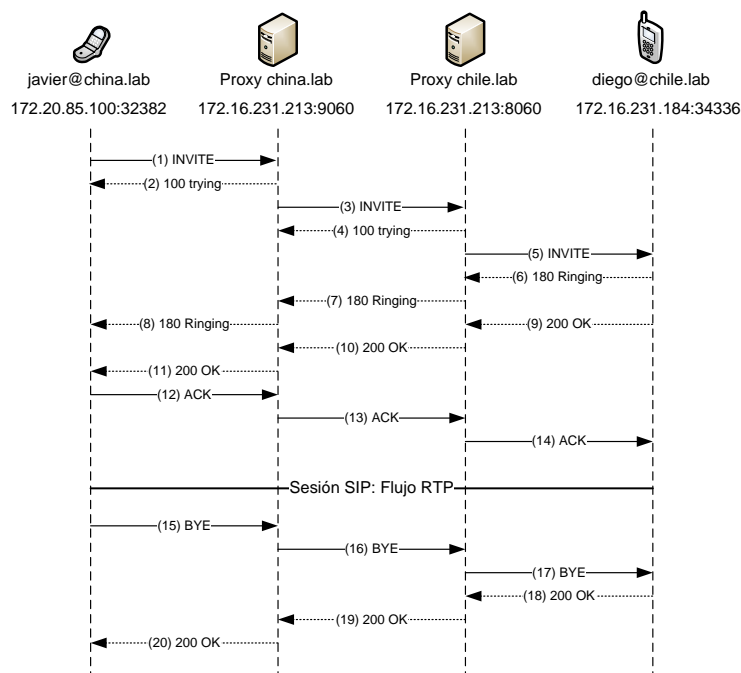 javier@china.lab
Proxy china.lab
Proxy chile.lab
diego@chile.lab
172.20.85.100:32382
172.16.231.213:9060
172.16.231.213:8060
172.16.231.184:34336
(1) INVITE
(2) 100 trying
(3) INVITE
(4) 100 trying
(5) INVITE
(6) 180 Ringing
(7) 180 Ringing
(8) 180 Ringing
(9) 200 OK
(10) 200 OK
(11) 200 OK
(12) ACK
(13) ACK
(14) ACK
Sesión SIP: Flujo RTP
(15) BYE
(16) BYE
(17) BYE
(18) 200 OK
(19) 200 OK
(20) 200 OK